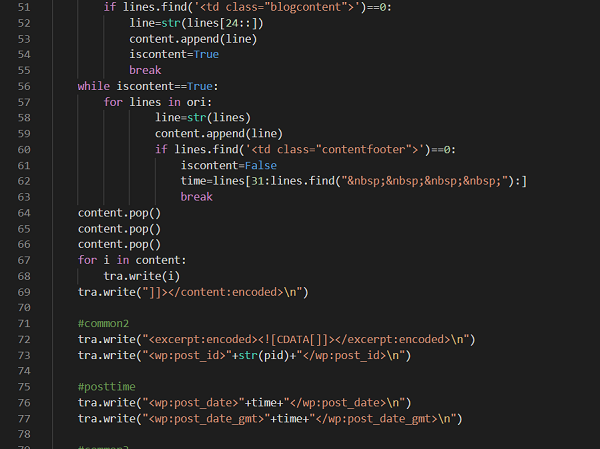 51 if lines.find('<td class="blogcontent">')==0:
52 line=str(lines[24::])
53 content.append(line)
54 iscontent=True
55 break
56 while iscontent==True:
57 for lines in ori:
58 line=str(lines)
59 content.append(line)
60 if lines.find('<td class="contentfooter">')==0:
61 iscontent=False
62 time=lines[31:lines.find("&nbsp;&nbsp;&nbsp;&nbsp;"):]
63 break
64 content.pop()
65 content.pop()
66 content.pop()
67 for i in content:
68 tra.write(i)
69 tra.write("]]></content:encoded>\n")
70
71 #common2
72 tra.write("<excerpt:encoded><![CDATA[]]></excerpt:encoded>\n")
73 tra.write("<wp:post_id>"+str(pid)+"</wp:post_id>\n")
74
75 #posttime
76 tra.write("<wp:post_date>"+time+"</wp:post_date>\n")
77 tra.write("<wp:post_date_gmt>"+time+"</wp:post_date_gmt>\n")
78